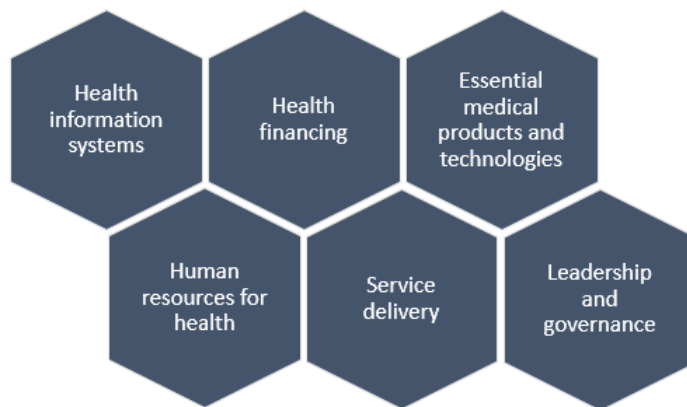 Health
information
systems
Health
financing
Essential
medical
products and
technologies
Human
resources for
health
Service
delivery
Leadership
and
governance